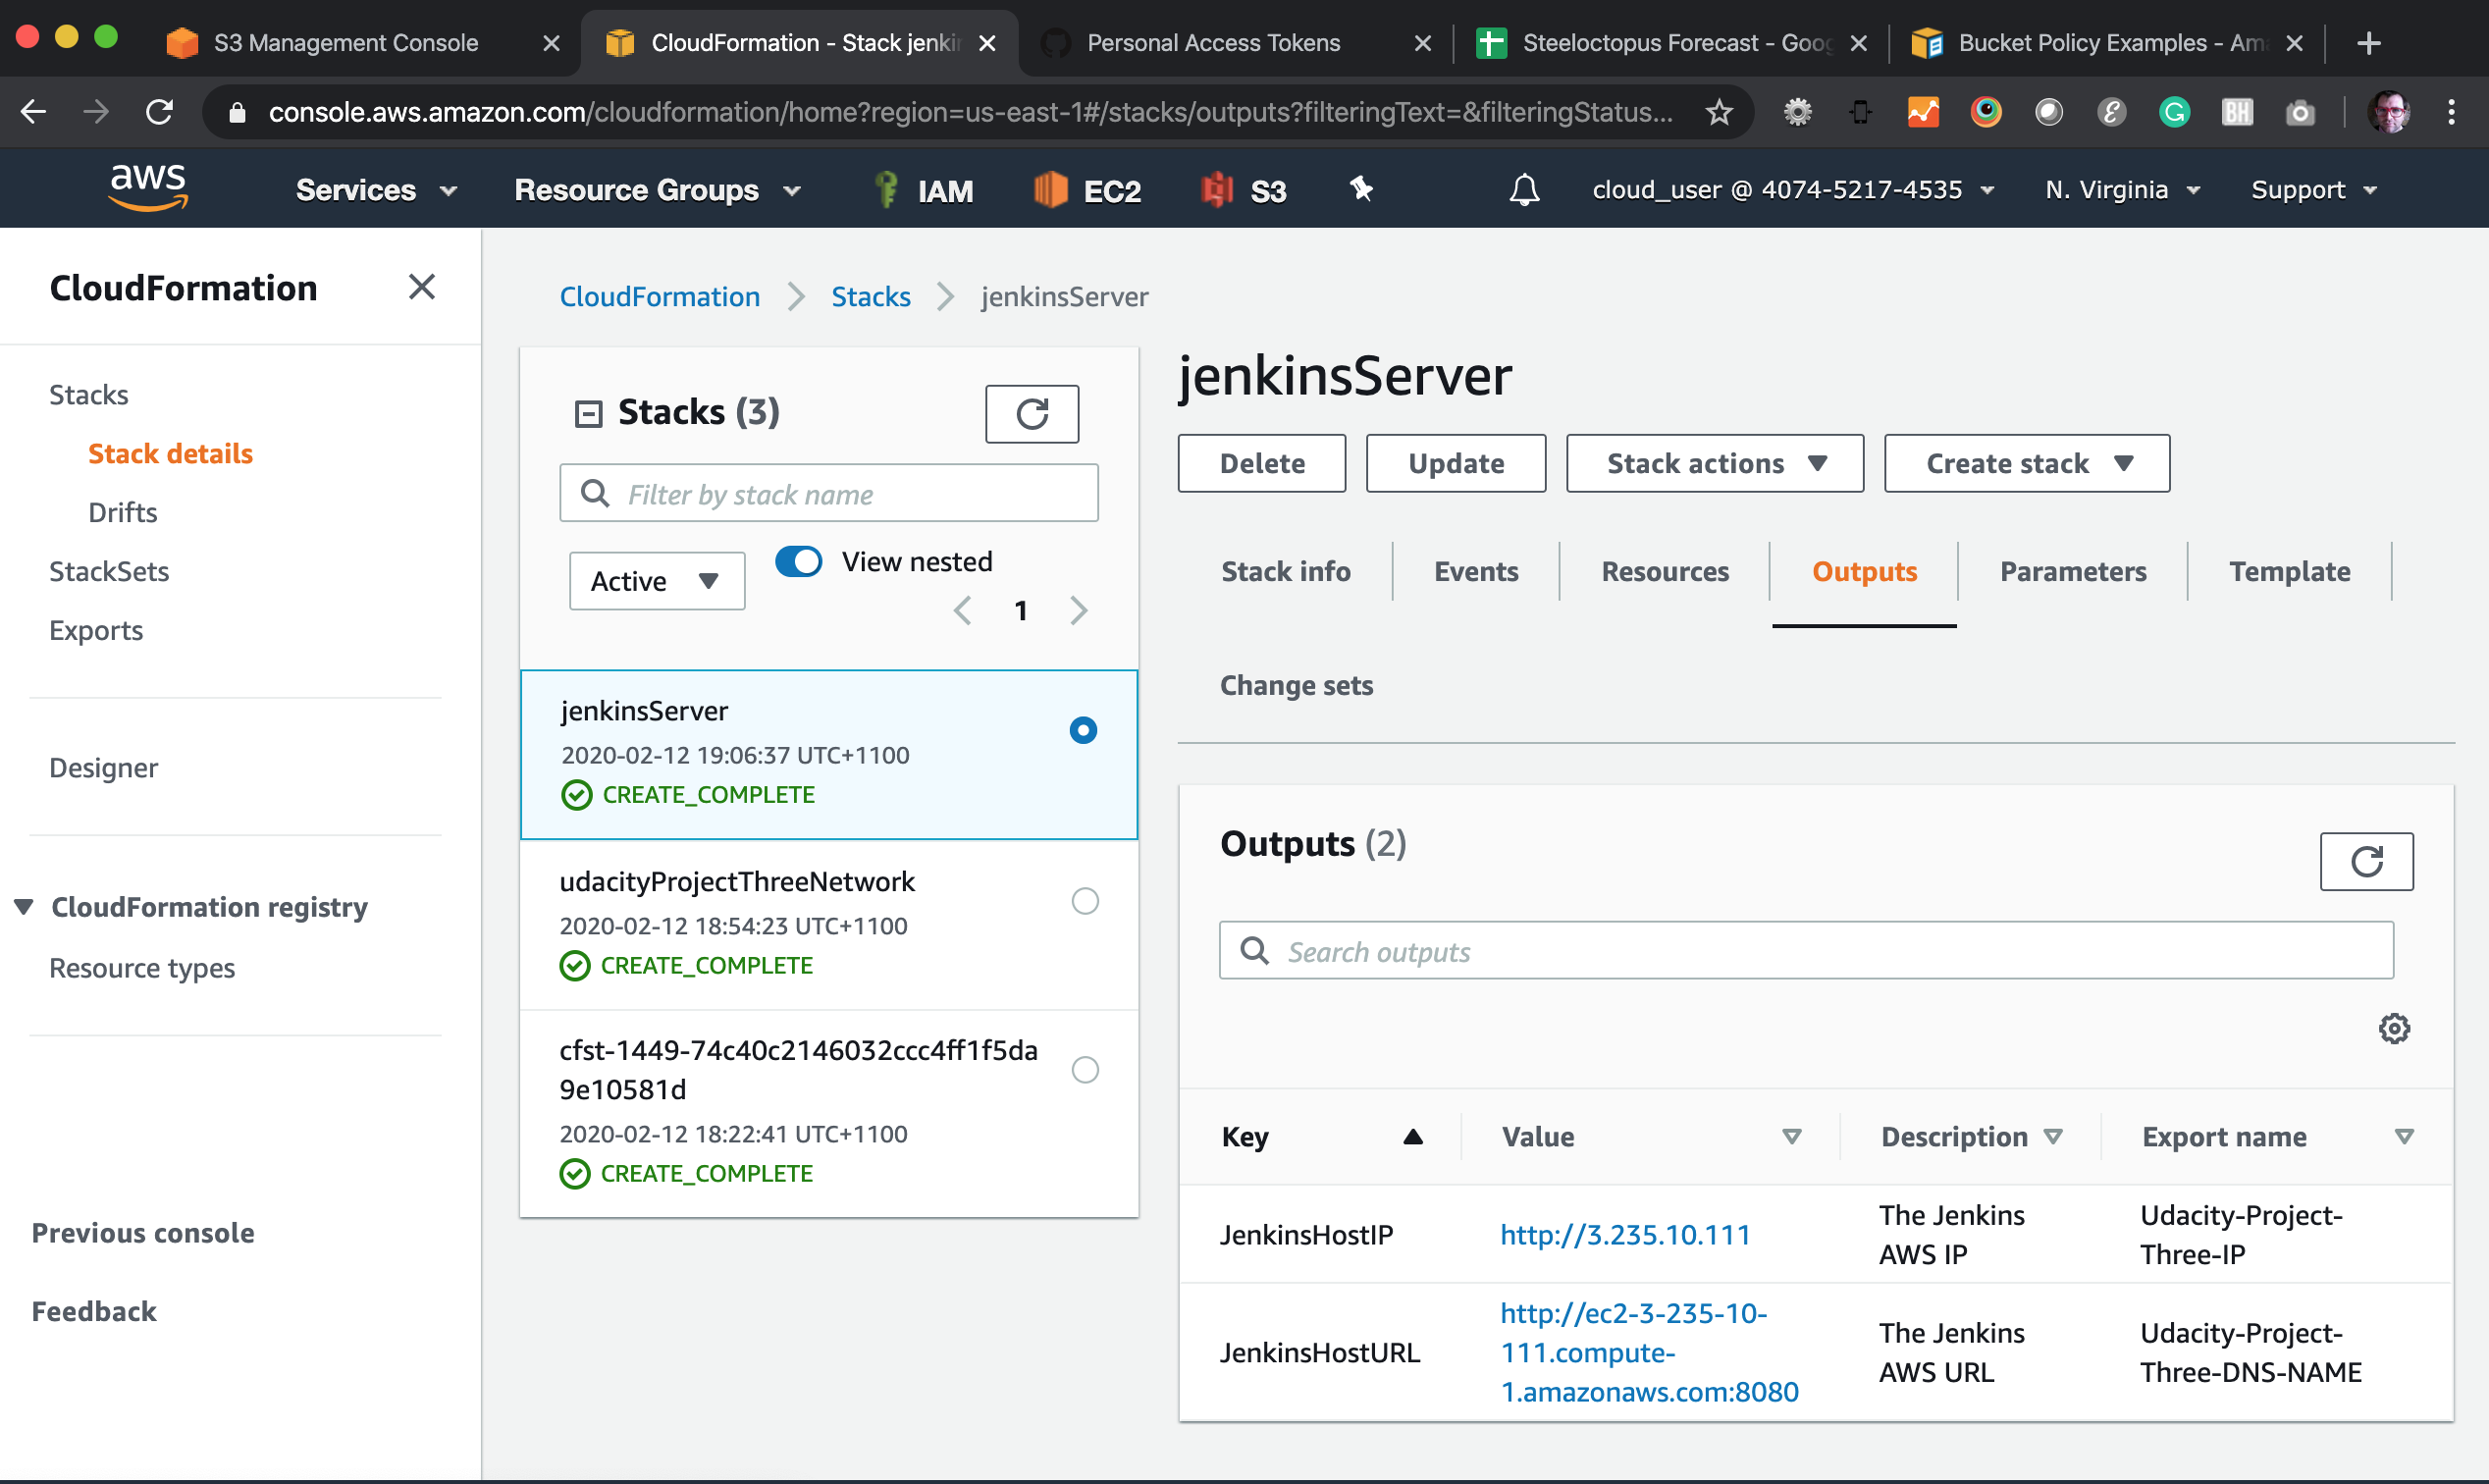 S3 Management Console
CloudFormation - Stack jenkin
Personal Access Tokens
Steeloctopus Forecast - Goog
Bucket Policy Examples - Ama
console.aws.amazon.com/cloudformation/home?region=us-east-1#/stacks/outputs?filteringText=&filteringStatus...
BH
aws
Services
Resource Groups
IAM
EC2
S3
cloud_user @ 4074-5217-4535
N. Virginia
Support
CloudFormation
Stacks
Stack details
Drifts
StackSets
Exports
Designer
CloudFormation registry
Resource types
Previous console
Feedback
CloudFormation
Stacks
jenkinsServer
Stacks (3)
Filter by stack name
Active
View nested
1
jenkinsServer
2020-02-12 19:06:37 UTC+1100
CREATE_COMPLETE
udacityProjectThreeNetwork
2020-02-12 18:54:23 UTC+1100
CREATE_COMPLETE
cfst-1449-74c40c2146032ccc4ff1f5da
9e10581d
2020-02-12 18:22:41 UTC+1100
CREATE_COMPLETE
jenkinsServer
Delete
Update
Stack actions
Create stack
Stack info
Events
Resources
Outputs
Parameters
Template
Change sets
Outputs (2)
Search outputs
Key
Value
Description
Export name
JenkinsHostIP
http://3.235.10.111
The Jenkins
AWS IP
Udacity-Project-
Three-IP
JenkinsHostURL
http://ec2-3-235-10-
111.compute-
1.amazonaws.com:8080
The Jenkins
AWS URL
Udacity-Project-
Three-DNS-NAME